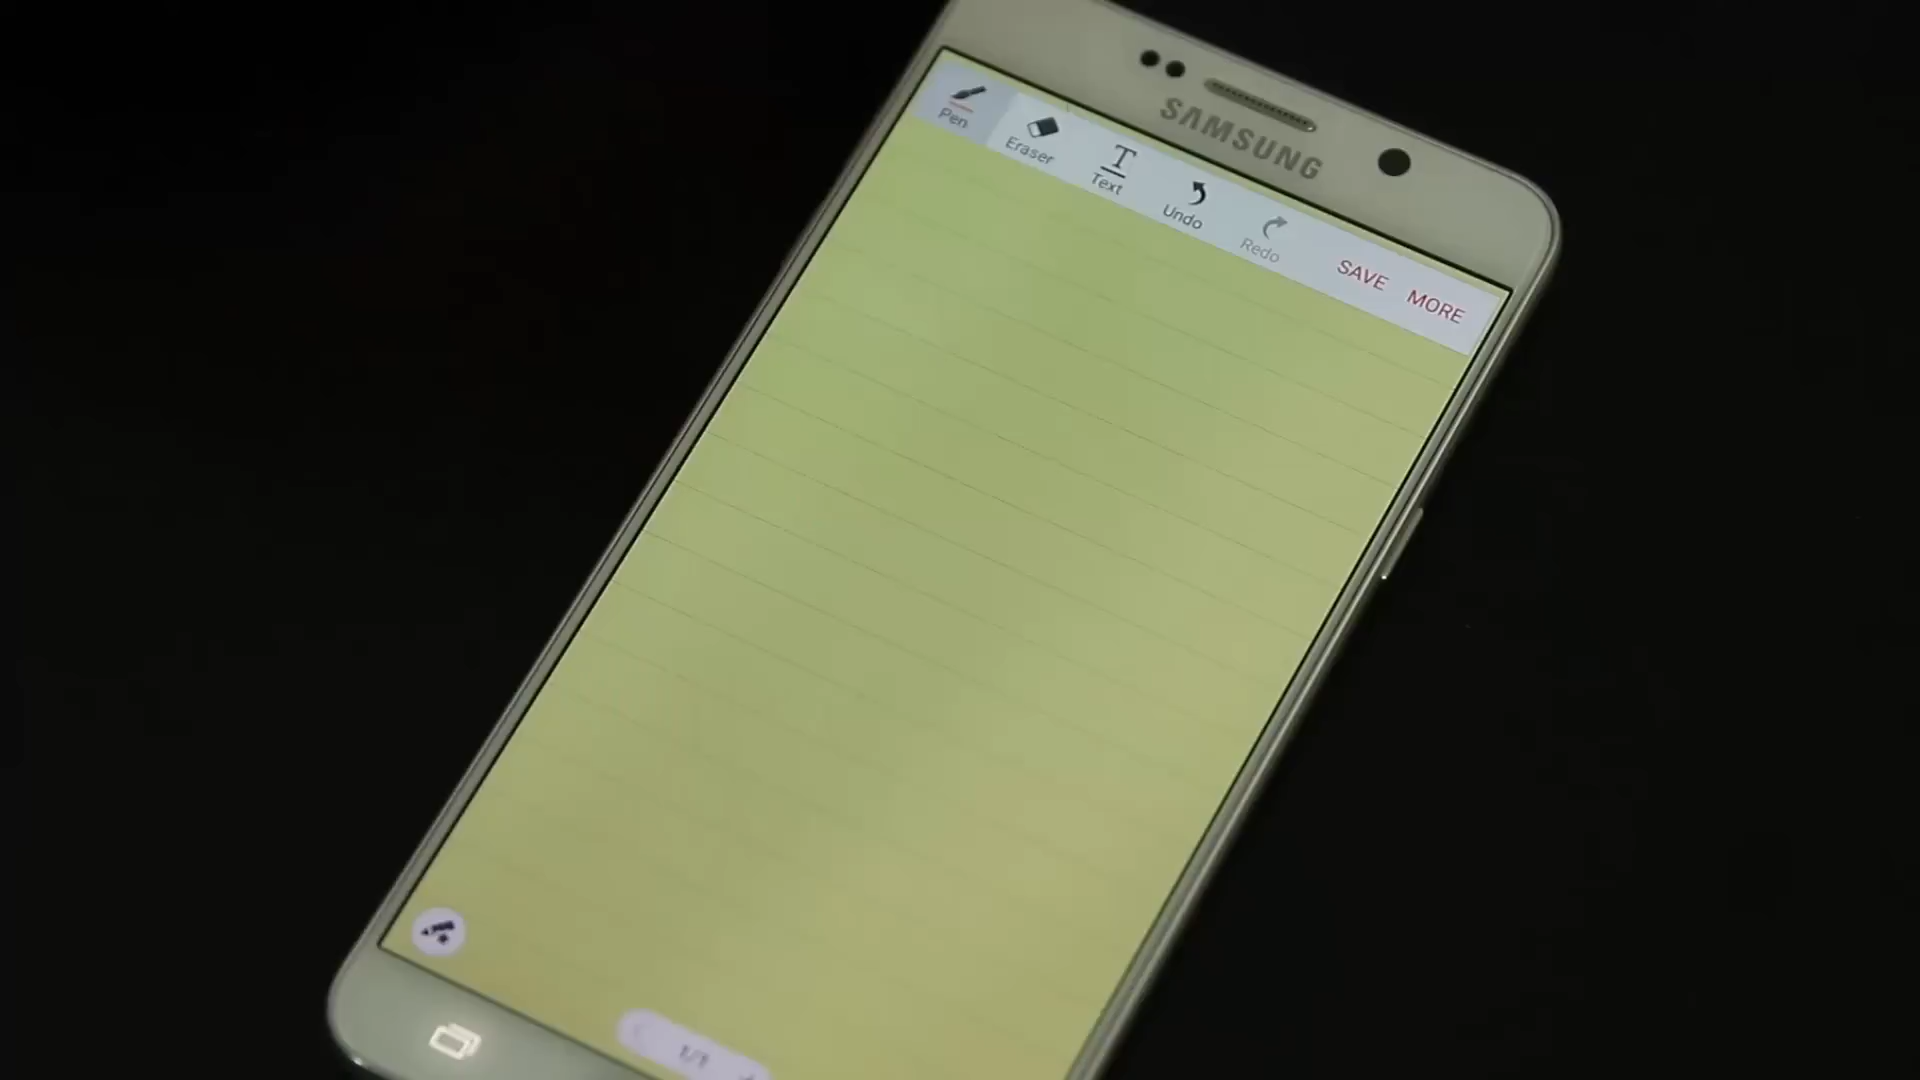 SAMSUNG
Pen
Eraser
Text
Undo
Redo
SAVE
MORE
1/1